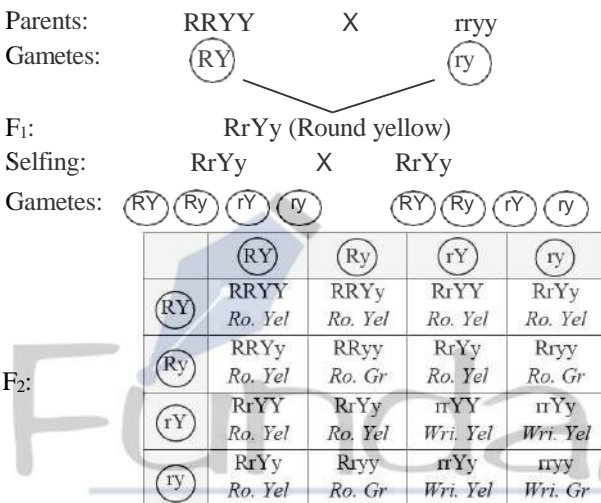 Parents: RRYY X rryy
Gametes: RY ry
F₁: RrYy (Round yellow)
Selfing: RrYy X RrYy
Gametes: RY Ry rY ry RY Ry rY ry
RY Ry rY ry
RY RRYY RRYy RrYY RrYy
Ro. Yel Ro. Yel Ro. Yel Ro. Yel
Ry RRYy RRyy RrYy Rryy
Ro. Yel Ro. Gr Ro. Yel Ro. Gr
F₂:
rY RrYY RrYy rrYY rrYy
Ro. Yel Ro. Yel Wri. Yel Wri. Yel
ry RrYy Rryy rrYy rryy
Ro. Yel Ro. Gr Wri. Yel Wri. Gr